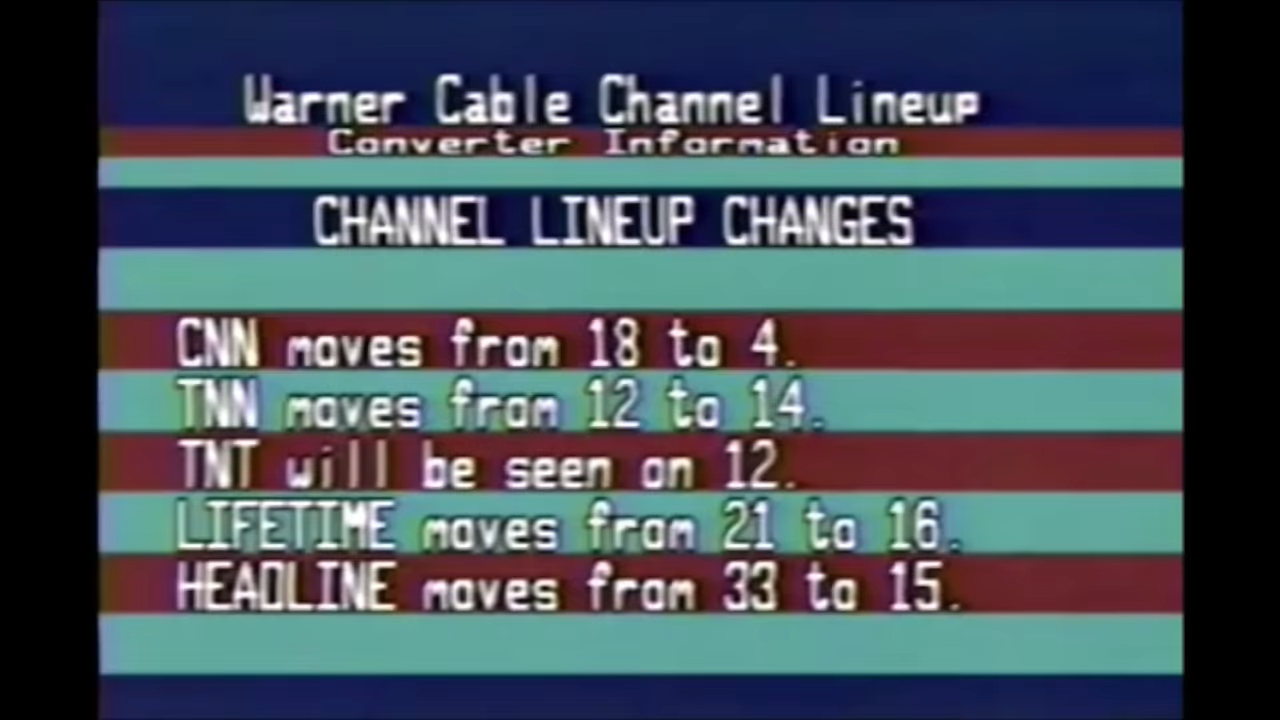 Warner Cable Channel Lineup
Converter Information
CHANNEL LINEUP CHANGES
CNN moves from 18 to 4.
TNN moves from 12 to 14.
TNT will be seen on 12.
LIFETIME moves from 21 to 16.
HEADLINE moves from 33 to 15.